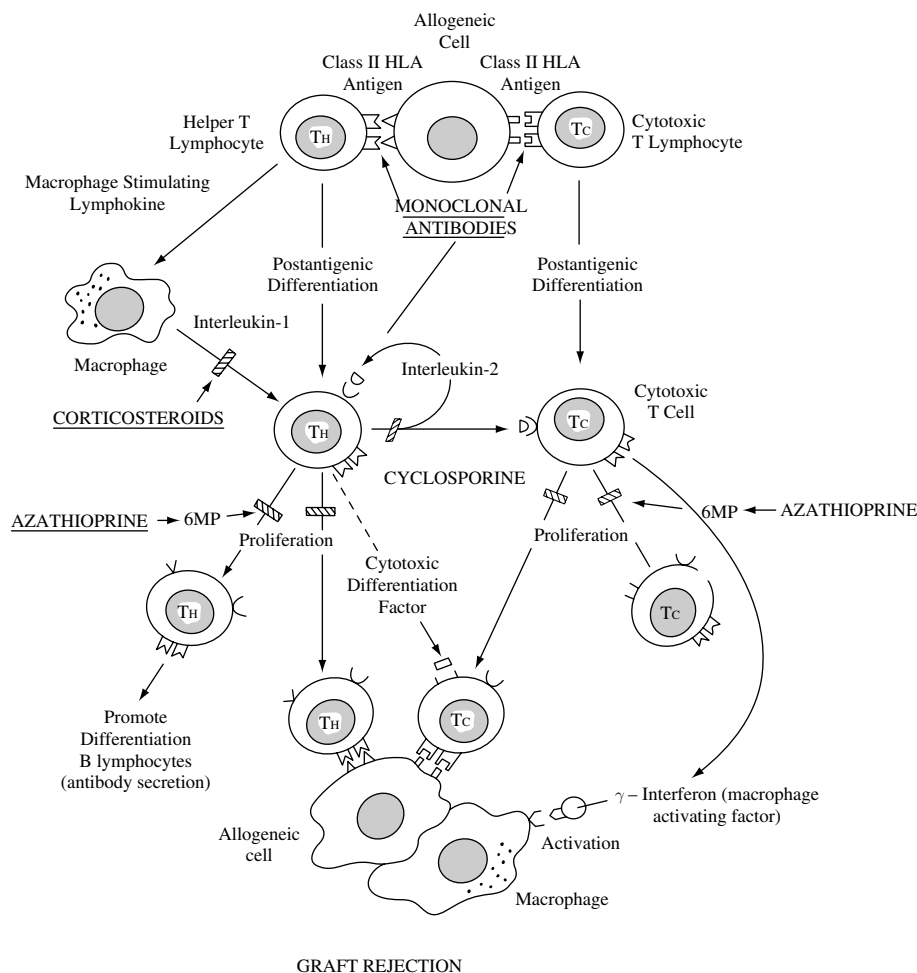 Allogeneic
Cell
Class II HLA
Antigen
Class II HLA
Antigen
Helper T
Lymphocyte
TH
TC
Cytotoxic
T Lymphocyte
Macrophage Stimulating
Lymphokine
MONOCLONAL
ANTIBODIES
Postantigenic
Differentiation
Postantigenic
Differentiation
Interleukin-1
Macrophage
Interleukin-2
CORTICOSTEROIDS
TH
TC
Cytotoxic
T Cell
CYCLOSPORINE
AZATHIOPRINE
6MP
Proliferation
Proliferation
6MP
AZATHIOPRINE
Cytotoxic
Differentiation
Factor
TH
TC
TH
TC
Promote
Differentiation
B lymphocytes
(antibody secretion)
γ – Interferon (macrophage
activating factor)
Allogeneic
cell
Activation
Macrophage
GRAFT REJECTION